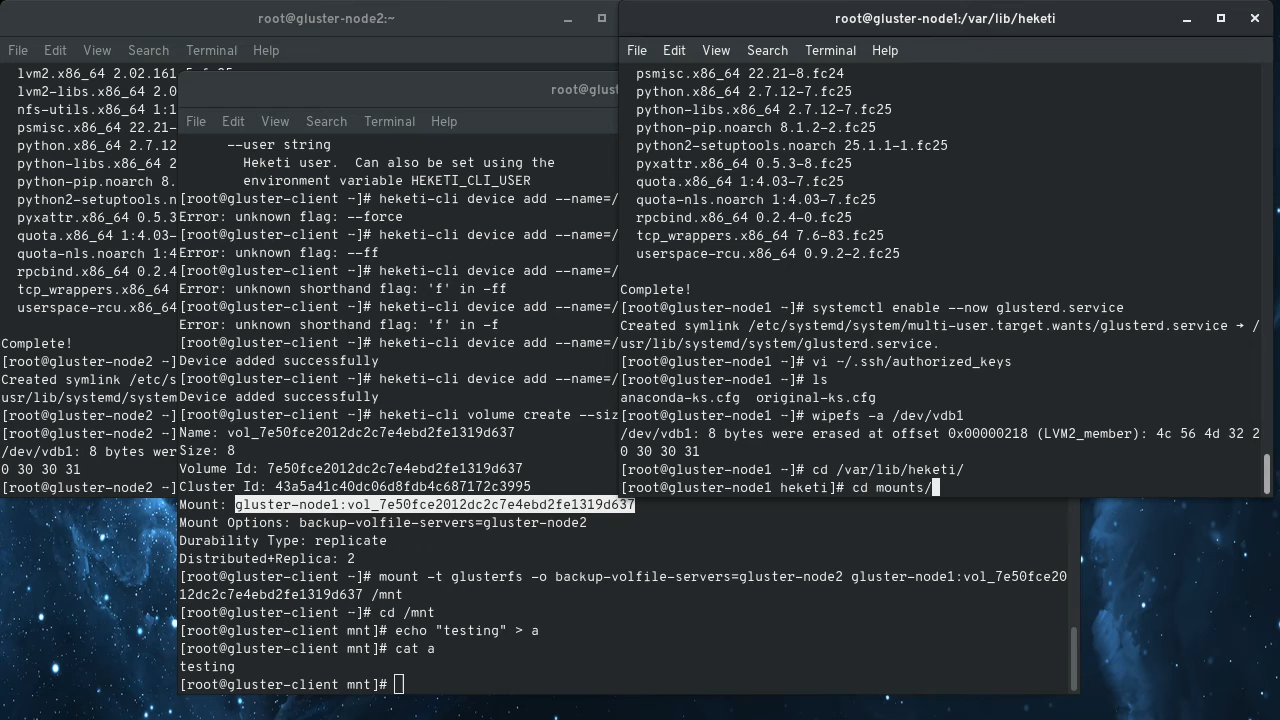 root@gluster-node2:~
File Edit View Search Terminal Help
lvm2.x86_64 2.02.161
lvm2-libs.x86_64 2.0
nfs-utils.x86_64 1:1
psmisc.x86_64 22.21-
python.x86_64 2.7.12
python-libs.x86_64 2
python-pip.noarch 8.
python2-setuptools.n
pyxattr.x86_64 0.5.3
quota.x86_64 1:4.03-
quota-nls.noarch 1:4
rpcbind.x86_64 0.2.4
tcp_wrappers.x86_64
userspace-rcu.x86_64
Complete!
[root@gluster-node2 ~]
Created symlink /etc/s
usr/lib/systemd/system
[root@gluster-node2 ~]
[root@gluster-node2 ~]
/dev/vdb1: 8 bytes wer
0 30 30 31
[root@gluster-node2 ~]
root@glust
File Edit View Search Terminal Help
--user string
Heketi user.  Can also be set using the
environment variable HEKETI_CLI_USER
[root@gluster-client ~]# heketi-cli device add --name=/
Error: unknown flag: --force
[root@gluster-client ~]# heketi-cli device add --name=/
Error: unknown flag: --ff
[root@gluster-client ~]# heketi-cli device add --name=/
Error: unknown shorthand flag: 'f' in -ff
[root@gluster-client ~]# heketi-cli device add --name=/
Error: unknown shorthand flag: 'f' in -f
[root@gluster-client ~]# heketi-cli device add --name=/
Device added successfully
[root@gluster-client ~]# heketi-cli device add --name=/
Device added successfully
[root@gluster-client ~]# heketi-cli volume create --siz
Name: vol_7e50fce2012dc2c7e4ebd2fe1319d637
Size: 8
Volume Id: 7e50fce2012dc2c7e4ebd2fe1319d637
Cluster Id: 43a5a41c40dc06d8fdb4c687172c3995
Mount: gluster-node1:vol_7e50fce2012dc2c7e4ebd2fe1319d637
Mount Options: backup-volfile-servers=gluster-node2
Durability Type: replicate
Distributed+Replica: 2
[root@gluster-client ~]# mount -t glusterfs -o backup-volfile-servers=gluster-node2 gluster-node1:vol_7e50fce20
12dc2c7e4ebd2fe1319d637 /mnt
[root@gluster-client ~]# cd /mnt
[root@gluster-client mnt]# echo "testing" > a
[root@gluster-client mnt]# cat a
testing
[root@gluster-client mnt]#
root@gluster-node1:/var/lib/heketi
File Edit View Search Terminal Help
psmisc.x86_64 22.21-8.fc24
python.x86_64 2.7.12-7.fc25
python-libs.x86_64 2.7.12-7.fc25
python-pip.noarch 8.1.2-2.fc25
python2-setuptools.noarch 25.1.1-1.fc25
pyxattr.x86_64 0.5.3-8.fc25
quota.x86_64 1:4.03-7.fc25
quota-nls.noarch 1:4.03-7.fc25
rpcbind.x86_64 0.2.4-0.fc25
tcp_wrappers.x86_64 7.6-83.fc25
userspace-rcu.x86_64 0.9.2-2.fc25
Complete!
[root@gluster-node1 ~]# systemctl enable --now glusterd.service
Created symlink /etc/systemd/system/multi-user.target.wants/glusterd.service → /
usr/lib/systemd/system/glusterd.service.
[root@gluster-node1 ~]# vi ~/.ssh/authorized_keys
[root@gluster-node1 ~]# ls
anaconda-ks.cfg  original-ks.cfg
[root@gluster-node1 ~]# wipefs -a /dev/vdb1
/dev/vdb1: 8 bytes were erased at offset 0x00000218 (LVM2_member): 4c 56 4d 32 2
0 30 30 31
[root@gluster-node1 ~]# cd /var/lib/heketi/
[root@gluster-node1 heketi]# cd mounts/